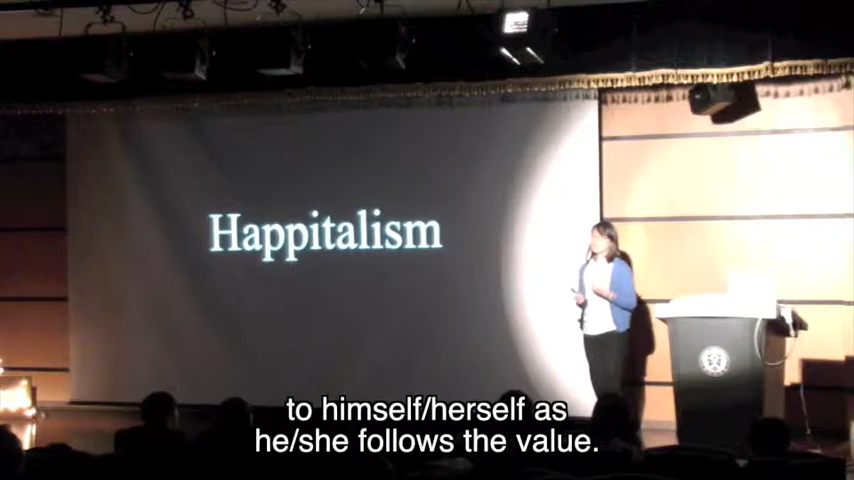 Happitalism
to himself/herself as
he/she follows the value.